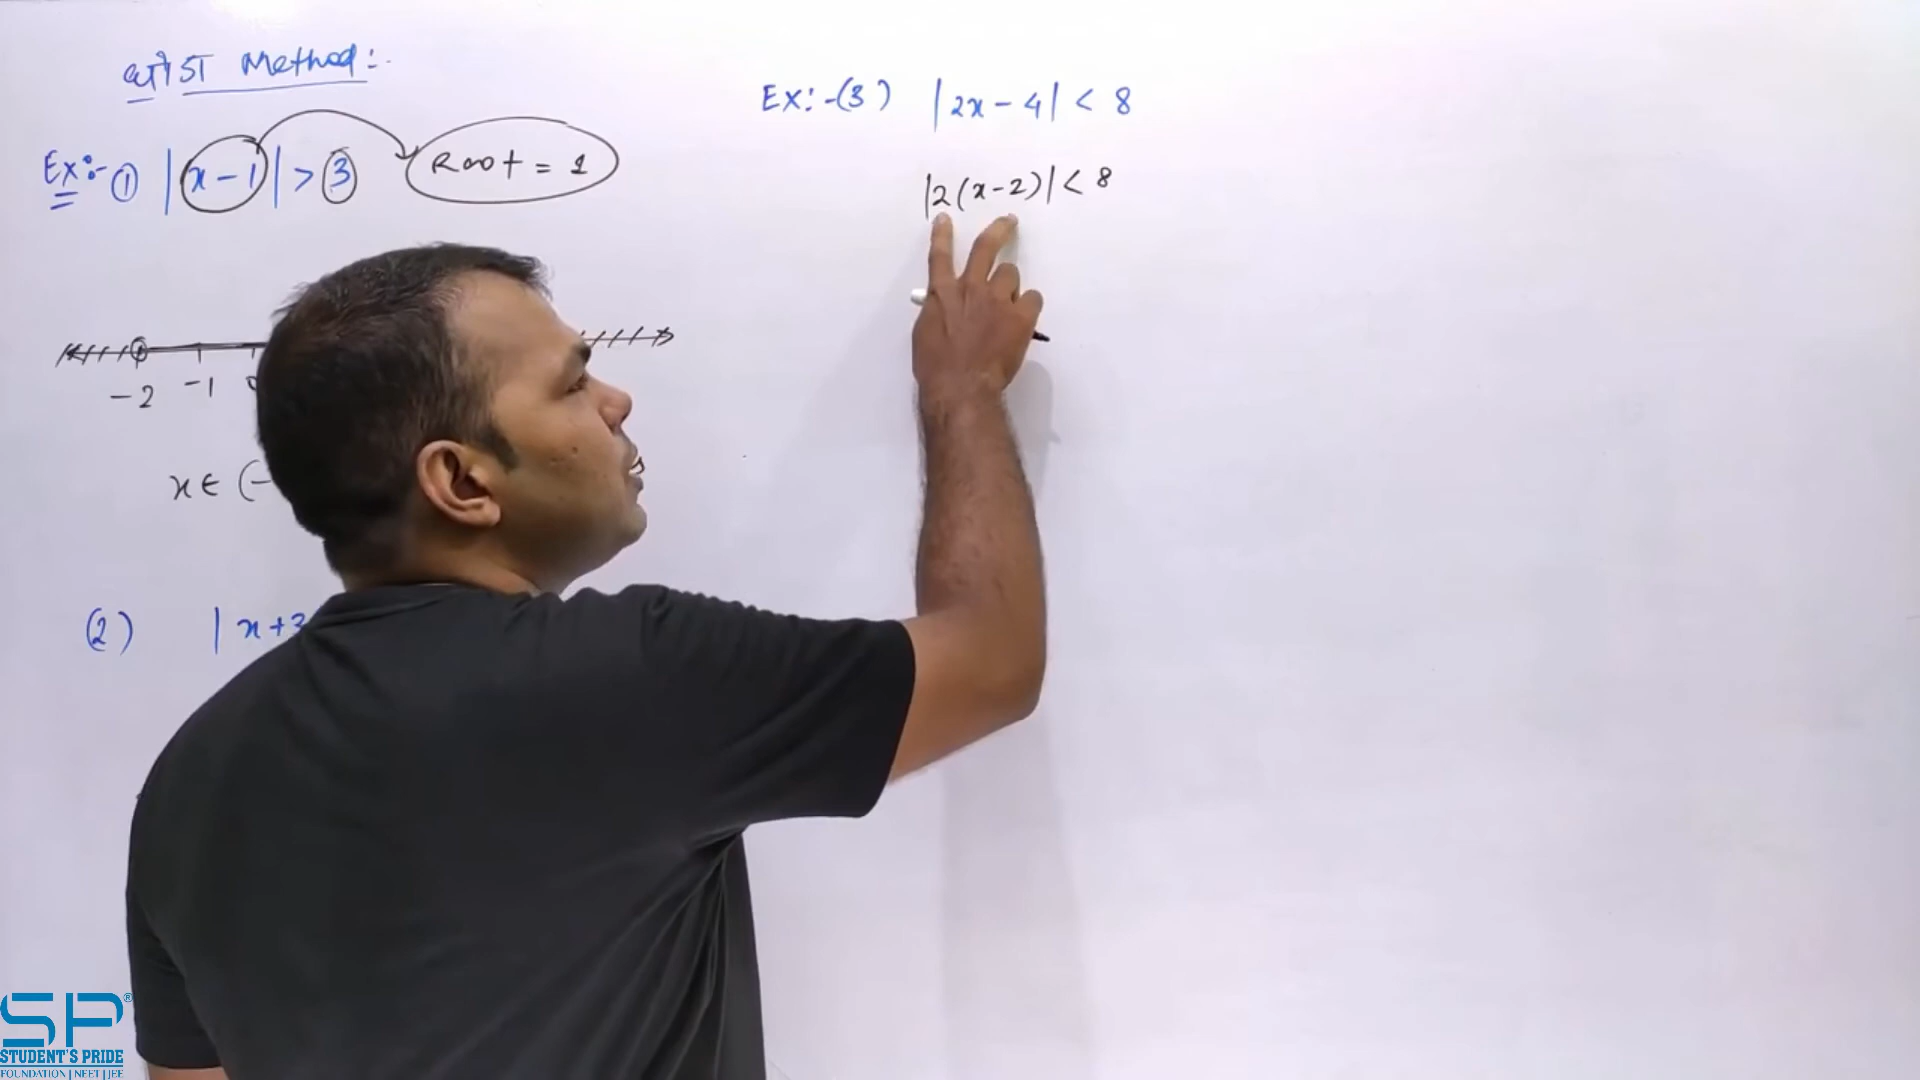 Method:-
Ex:- ① |x-1| > 3 Root = 1
-2 -1
x ∈ (-
(2) |x+3
Ex:-(3) |2x-4| < 8
|2(x-2)| < 8
SP®
STUDENT'S PRIDE
FOUNDATION | NEET | JEE